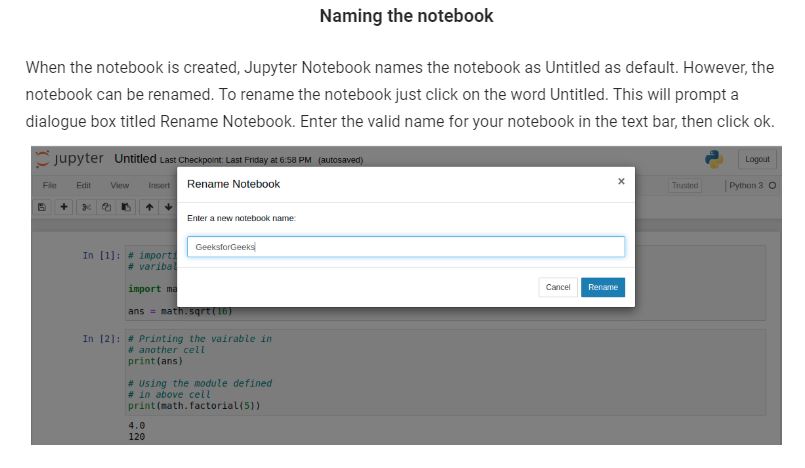 Naming the notebook
When the notebook is created, Jupyter Notebook names the notebook as Untitled as default. However, the
notebook can be renamed. To rename the notebook just click on the word Untitled. This will prompt a
dialogue box titled Rename Notebook. Enter the valid name for your notebook in the text bar, then click ok.
jupyter Untitled Last Checkpoint: Last Friday at 6:58 PM (autosaved) Logout
File Edit View Insert Trusted Python 3
Rename Notebook ×
Enter a new notebook name:
GeeksforGeeks
Cancel Rename
In [1]: # importi
# varibal
import ma
ans = math.sqrt(16)
In [2]: # Printing the vairable in
# another cell
print(ans)
# Using the module defined
# in above cell
print(math.factorial(5))
4.0
120